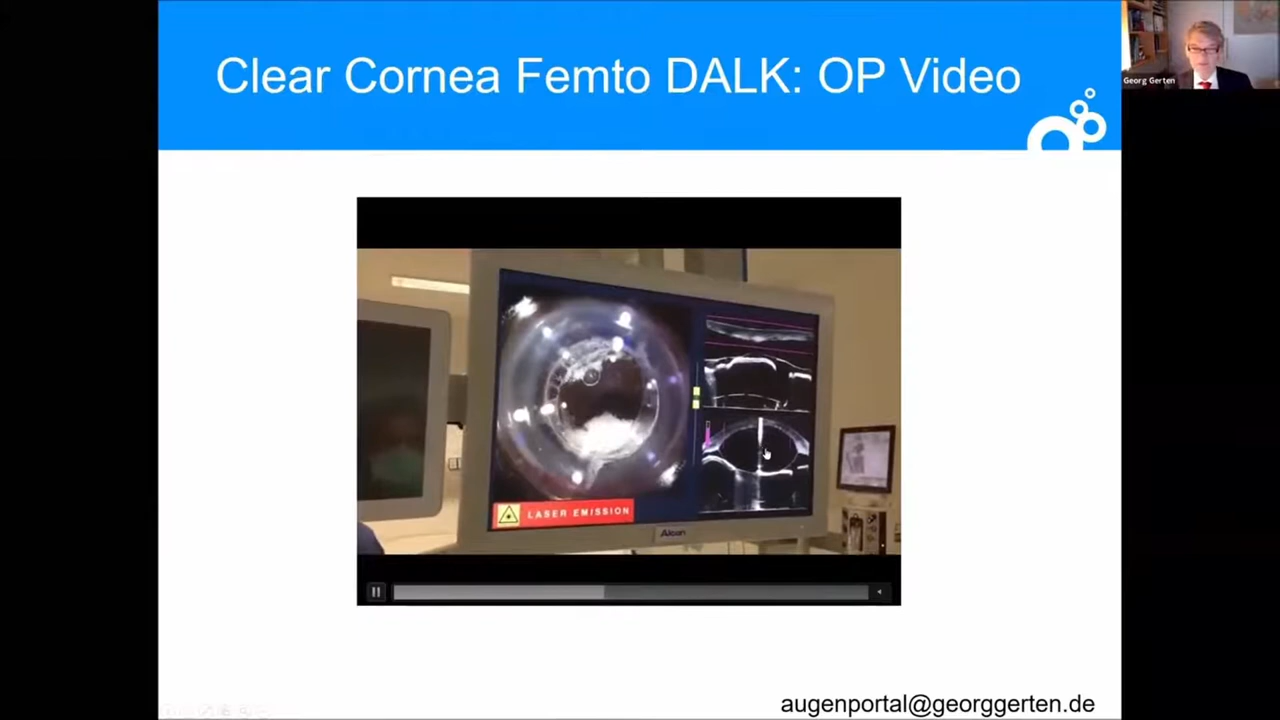 Clear Cornea Femto DALK: OP Video
Georg Gerten
LASER EMISSION
Alcon
augenportal@georggerten.de